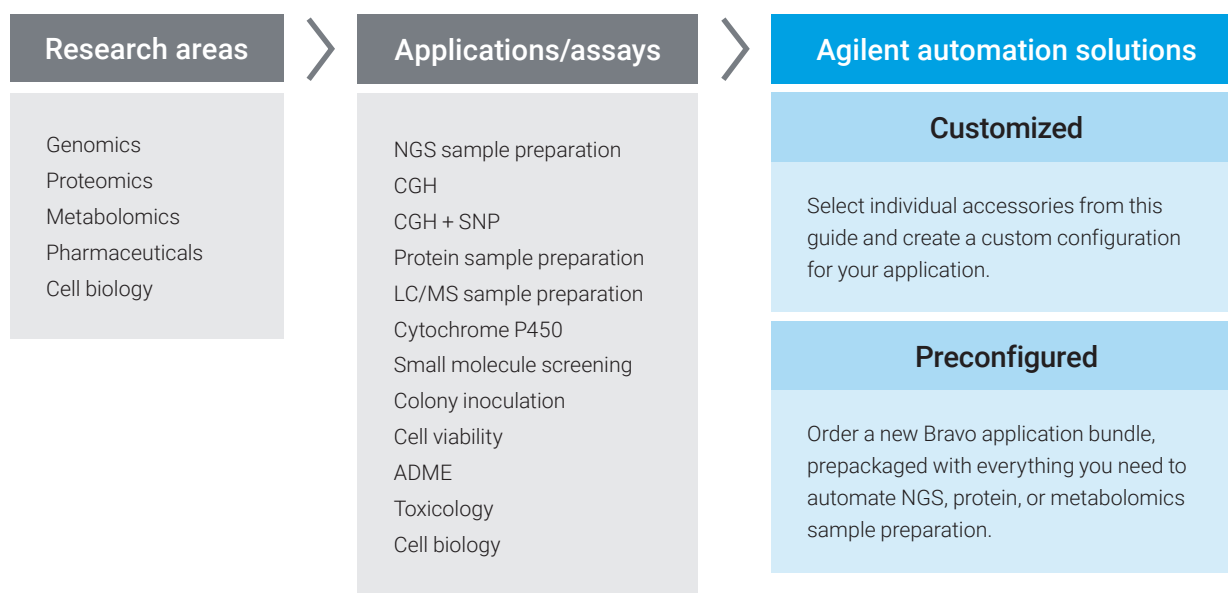 Research areas
Genomics
Proteomics
Metabolomics
Pharmaceuticals
Cell biology
Applications/assays
NGS sample preparation
CGH
CGH + SNP
Protein sample preparation
LC/MS sample preparation
Cytochrome P450
Small molecule screening
Colony inoculation
Cell viability
ADME
Toxicology
Cell biology
Agilent automation solutions
Customized
Select individual accessories from this
guide and create a custom configuration
for your application.
Preconfigured
Order a new Bravo application bundle,
prepackaged with everything you need to
automate NGS, protein, or metabolomics
sample preparation.